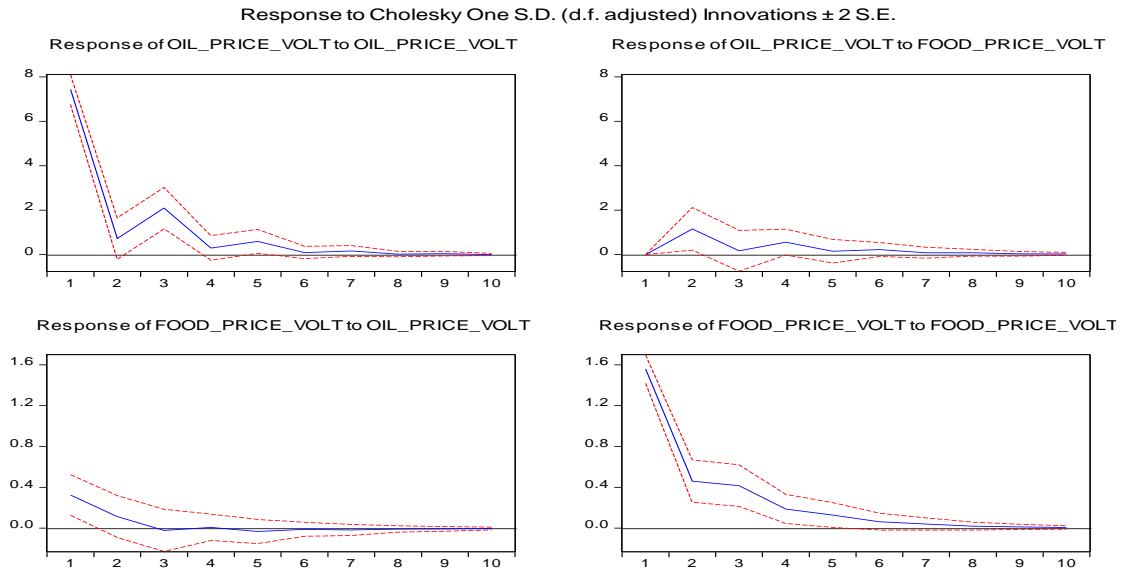 Response to Cholesky One S.D. (d.f. adjusted) Innovations ± 2 S.E.
Response of OIL_PRICE_VOLT to OIL_PRICE_VOLT
8
6
4
2
0
1 2 3 4 5 6 7 8 9 10
Response of OIL_PRICE_VOLT to FOOD_PRICE_VOLT
8
6
4
2
0
1 2 3 4 5 6 7 8 9 10
Response of FOOD_PRICE_VOLT to OIL_PRICE_VOLT
1.6
1.2
0.8
0.4
0.0
1 2 3 4 5 6 7 8 9 10
Response of FOOD_PRICE_VOLT to FOOD_PRICE_VOLT
1.6
1.2
0.8
0.4
0.0
1 2 3 4 5 6 7 8 9 10